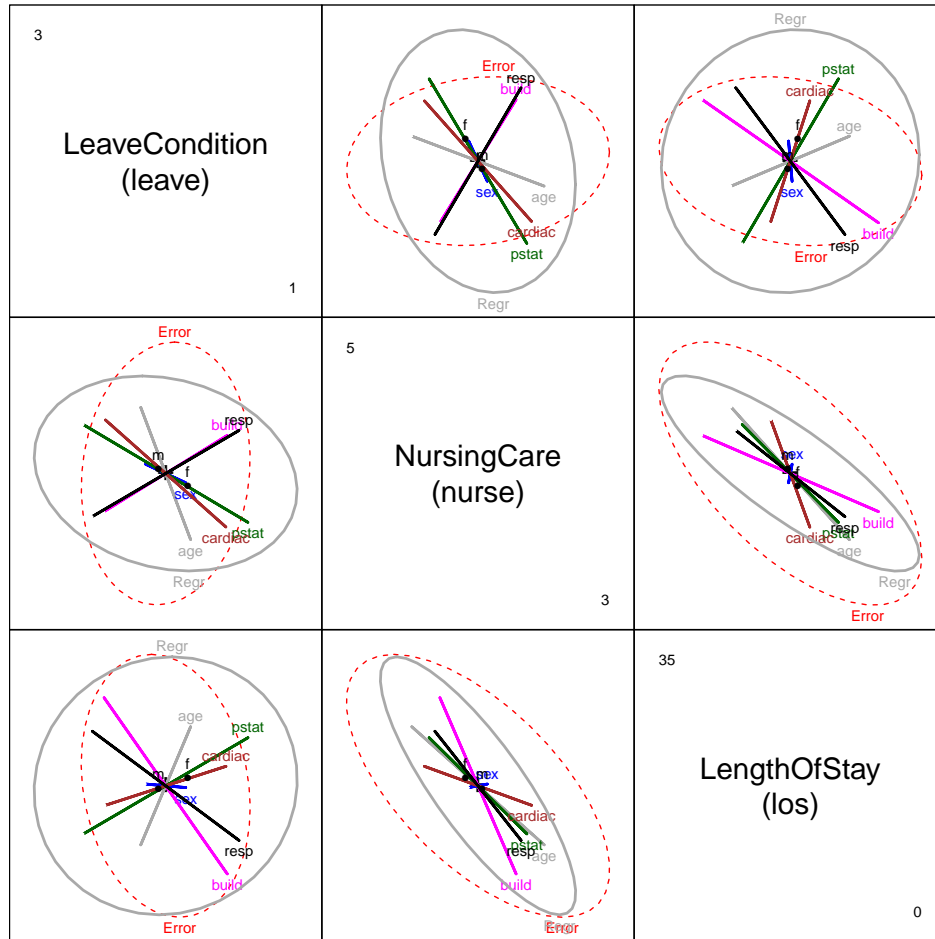 3
LeaveCondition
(leave)
1
Error
resp
build
f
m
sex
age
cardiac
pstat
Regr
Regr
pstat
cardiac
f
age
m
sex
build
resp
Error
Error
build
resp
m
f
sex
cardiac
pstat
age
Regr
5
NursingCare
(nurse)
3
sex
m
f
build
resp
pstat
cardiac
age
Regr
Error
Regr
age
pstat
cardiac
f
m
sex
resp
build
Error
f
m
sex
cardiac
pstat
resp
age
build
Error
Regr
35
LengthOfStay
(los)
0